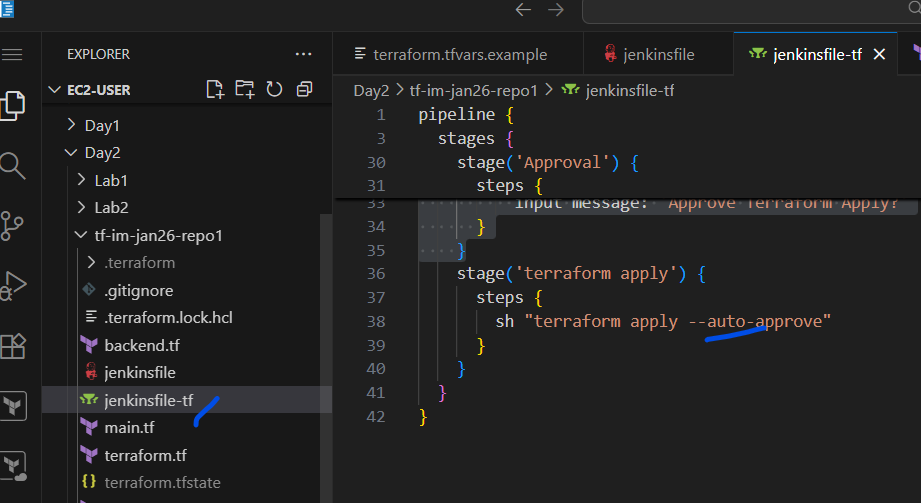 EXPLORER
EC2-USER
Day1
Day2
Lab1
Lab2
tf-im-jan26-repo1
.terraform
.gitignore
.terraform.lock.hcl
backend.tf
jenkinsfile
jenkinsfile-tf
main.tf
terraform.tf
terraform.tfstate
terraform.tfvars.example
jenkinsfile
jenkinsfile-tf
Day2 > tf-im-jan26-repo1 > jenkinsfile-tf
1 pipeline {
3 stages {
30 stage('Approval') {
31 steps {
33 input message: "Approve Terraform Apply?
34 }
35 }
36 stage('terraform apply') {
37 steps {
38 sh "terraform apply --auto-approve"
39 }
40 }
41 }
42 }